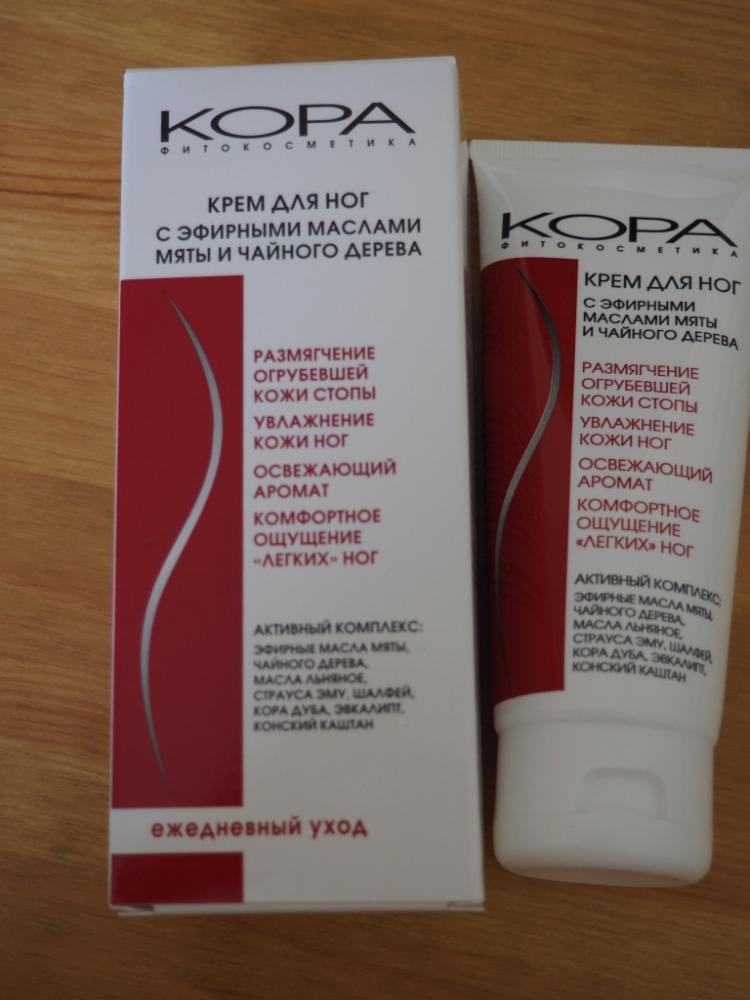 КОРА
ФИТОКОСМЕТИКА
КРЕМ ДЛЯ НОГ
С ЭФИРНЫМИ МАСЛАМИ
МЯТЫ И ЧАЙНОГО ДЕРЕВА
РАЗМЯГЧЕНИЕ
ОГРУБЕВШЕЙ
КОЖИ СТОПЫ
УВЛАЖНЕНИЕ
КОЖИ НОГ
ОСВЕЖАЮЩИЙ
АРОМАТ
КОМФОРТНОЕ
ОЩУЩЕНИЕ
«ЛЕГКИХ» НОГ
АКТИВНЫЙ КОМПЛЕКС:
ЭФИРНЫЕ МАСЛА МЯТЫ,
ЧАЙНОГО ДЕРЕВА,
МАСЛА ЛЬНЯНОЕ,
СТРАУСА ЭМУ, ШАЛФЕЙ,
КОРА ДУБА, ЭВКАЛИПТ,
КОНСКИЙ КАШТАН
ежедневный уход
КОРА
ФИТОКОСМЕТИКА
КРЕМ ДЛЯ НОГ
С ЭФИРНЫМИ
МАСЛАМИ МЯТЫ
И ЧАЙНОГО ДЕРЕВА
РАЗМЯГЧЕНИЕ
ОГРУБЕВШЕЙ
КОЖИ СТОПЫ
УВЛАЖНЕНИЕ
КОЖИ НОГ
ОСВЕЖАЮЩИЙ
АРОМАТ
КОМФОРТНОЕ
ОЩУЩЕНИЕ
«ЛЕГКИХ» НОГ
АКТИВНЫЙ КОМПЛЕКС:
ЭФИРНЫЕ МАСЛА МЯТЫ,
ЧАЙНОГО ДЕРЕВА,
МАСЛА ЛЬНЯНОЕ,
СТРАУСА ЭМУ, ШАЛФЕЙ,
КОРА ДУБА, ЭВКАЛИПТ,
КОНСКИЙ КАШТАН